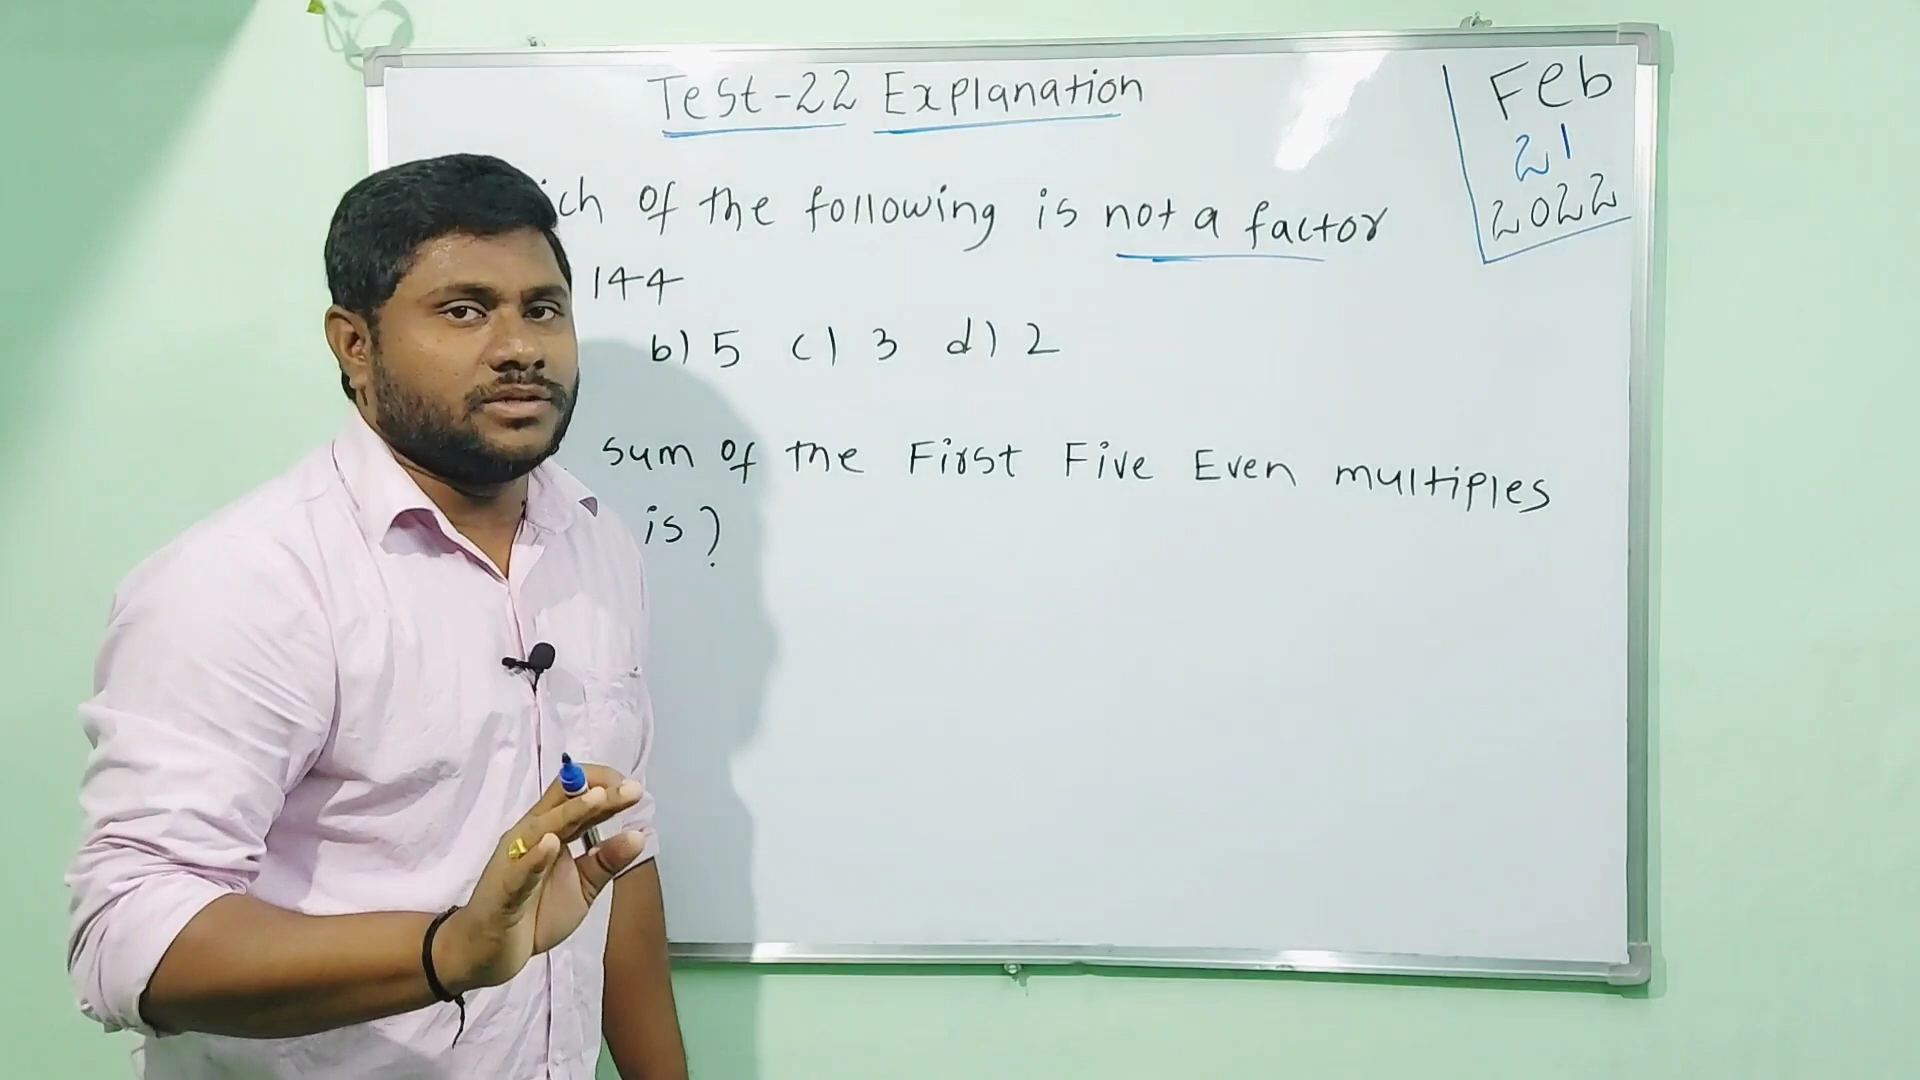 Test-22 Explanation
Feb
21
2022
ich of the following is not a factor
144
b) 5 c) 3 d) 2
sum of the First Five Even multiples
is?